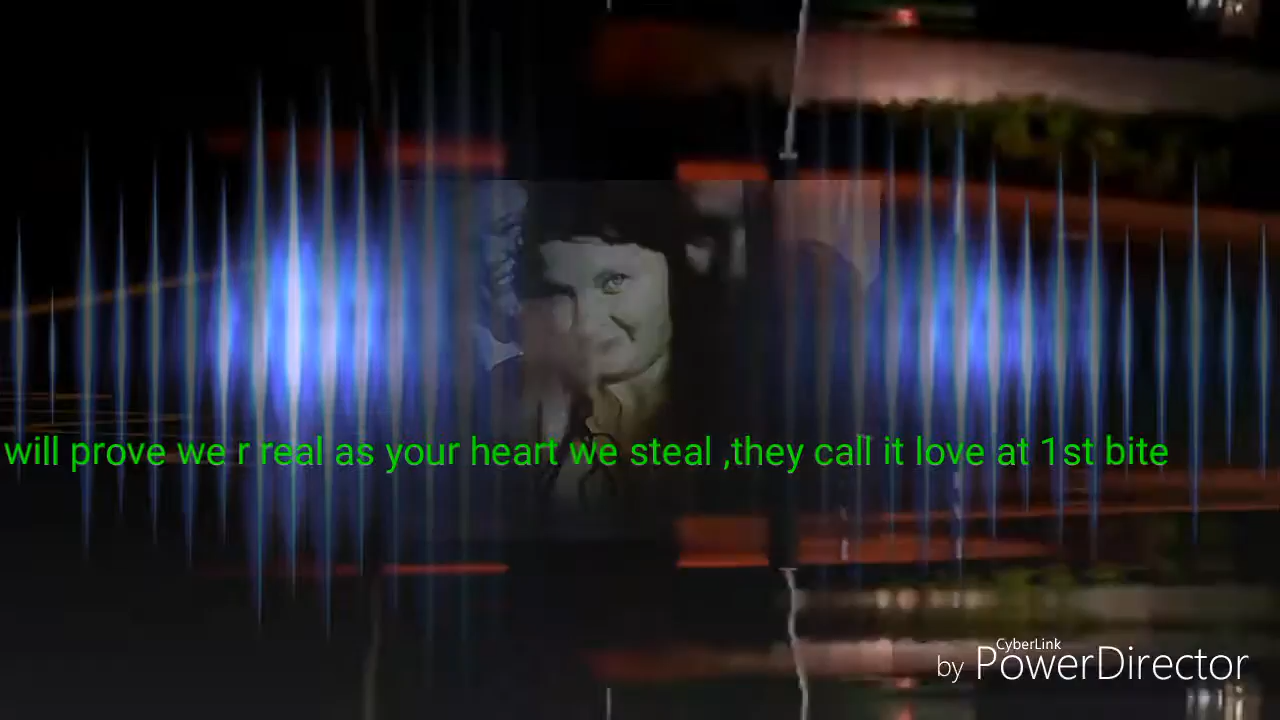 will prove we r real as your heart we steal ,they call it love at 1st bite
CyberLink
by PowerDirector